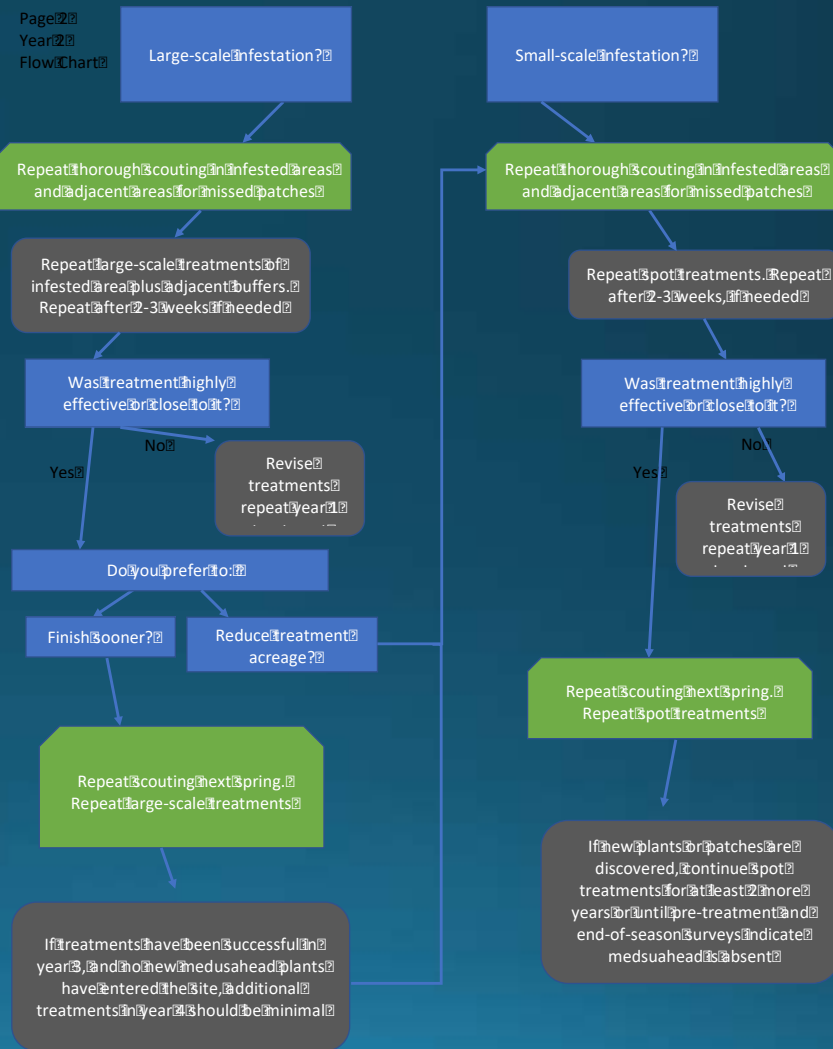 Page 2
Year 2
Flow Chart
Large-scale infestation?
Small-scale infestation?
Repeat thorough scouting in infested areas
and adjacent areas for missed patches
Repeat thorough scouting in infested areas
and adjacent areas for missed patches
Repeat large-scale treatments of
infested area plus adjacent buffers.
Repeat after 2-3 weeks if needed
Repeat spot treatments. Repeat
after 2-3 weeks, if needed
Was treatment highly
effective or close to it?
Was treatment highly
effective or close to it?
No
Yes
Revise
treatments
repeat year 1
No
Yes
Revise
treatments
repeat year 1
Do you prefer to:
Finish sooner?
Reduce treatment
acreage?
Repeat scouting next spring.
Repeat spot treatments
Repeat scouting next spring.
Repeat large-scale treatments
If new plants or patches are
discovered, continue spot
treatments for at least 2 more
years or until pre-treatment and
end-of-season surveys indicate
medsuahead is absent
If treatments have been successful in
year 3, and no new medusahead plants
have entered the site, additional
treatments in year 4 should be minimal